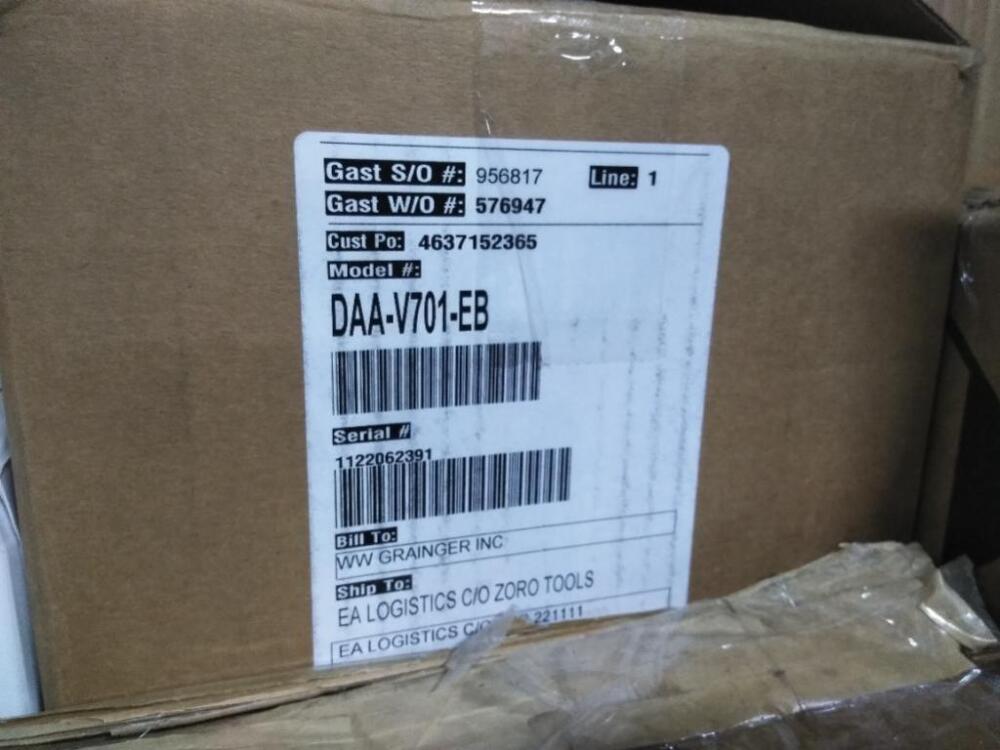 Gast S/O #: 956817 Line: 1
Gast W/O #: 576947
Cust Po: 4637152365
Model #:
DAA-V701-EB
Serial #
1122062391
Bill To:
WW GRAINGER INC
Ship To:
EA LOGISTICS C/O ZORO TOOLS
EA LOGISTICS C/O 221111